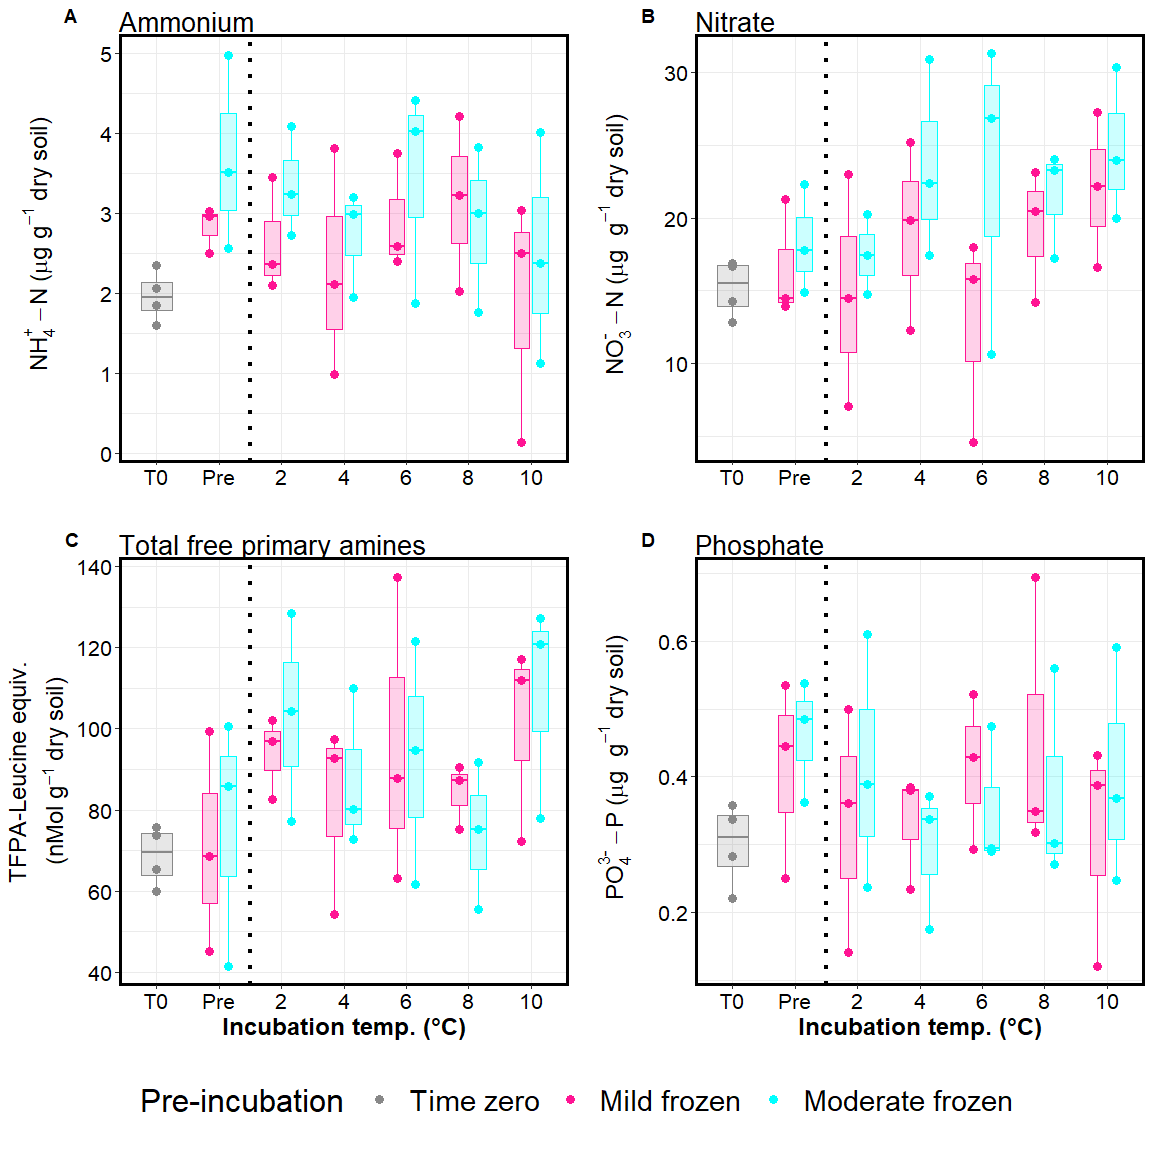 A Ammonium
NH₄⁺ – N (µg g⁻¹ dry soil)
5
4
3
2
1
0
T0 Pre 2 4 6 8 10
B Nitrate
NO₃⁻ – N (µg g⁻¹ dry soil)
30
20
10
T0 Pre 2 4 6 8 10
C Total free primary amines
TFPA-Leucine equiv.
(nMol g⁻¹ dry soil)
140
120
100
80
60
40
T0 Pre 2 4 6 8 10
Incubation temp. (°C)
D Phosphate
PO₄³⁻ – P (µg g⁻¹ dry soil)
0.6
0.4
0.2
T0 Pre 2 4 6 8 10
Incubation temp. (°C)
Pre-incubation Time zero Mild frozen Moderate frozen